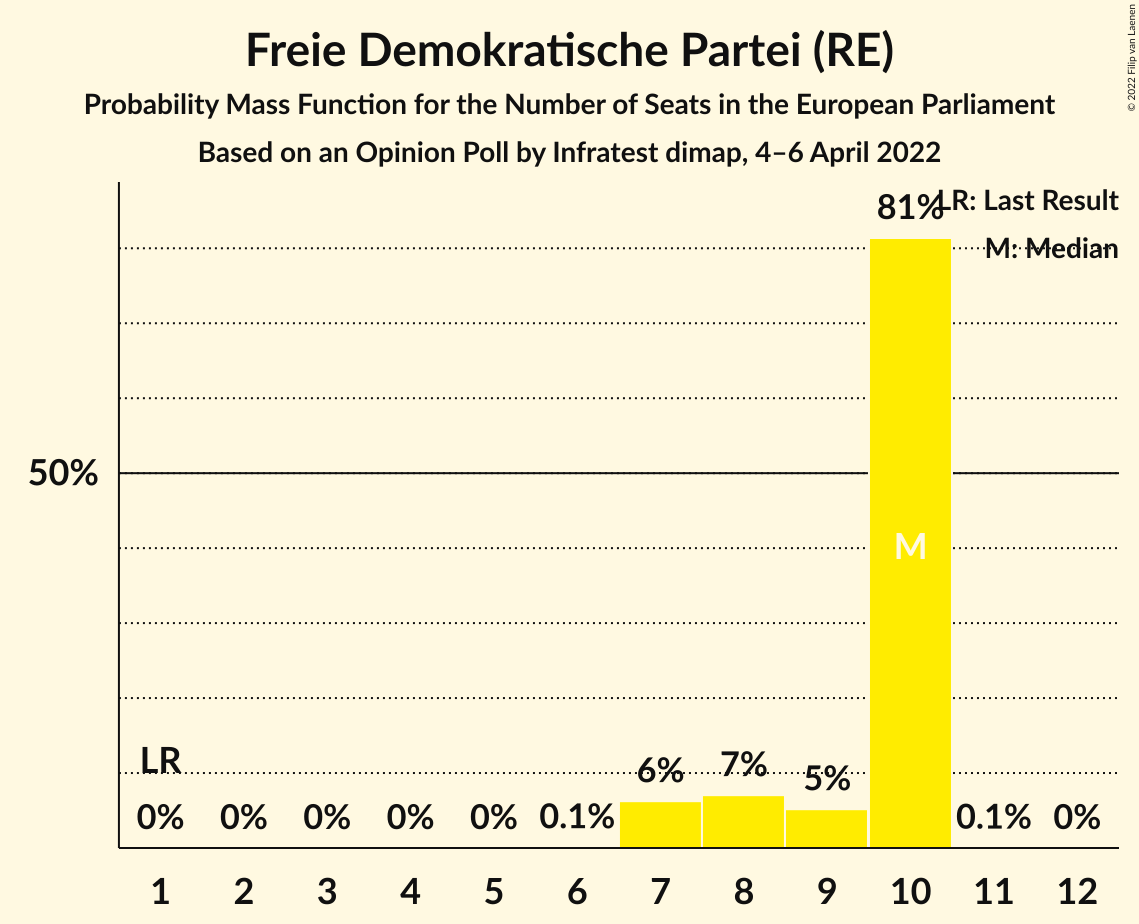 Freie Demokratische Partei (RE)
Probability Mass Function for the Number of Seats in the European Parliament
Based on an Opinion Poll by Infratest dimap, 4–6 April 2022
© 2022 Filip van Laenen
LR: Last Result
M: Median
81%
50%
M
LR
0% 0% 0% 0% 0% 0.1% 6% 7% 5% 0.1% 0%
1 2 3 4 5 6 7 8 9 10 11 12